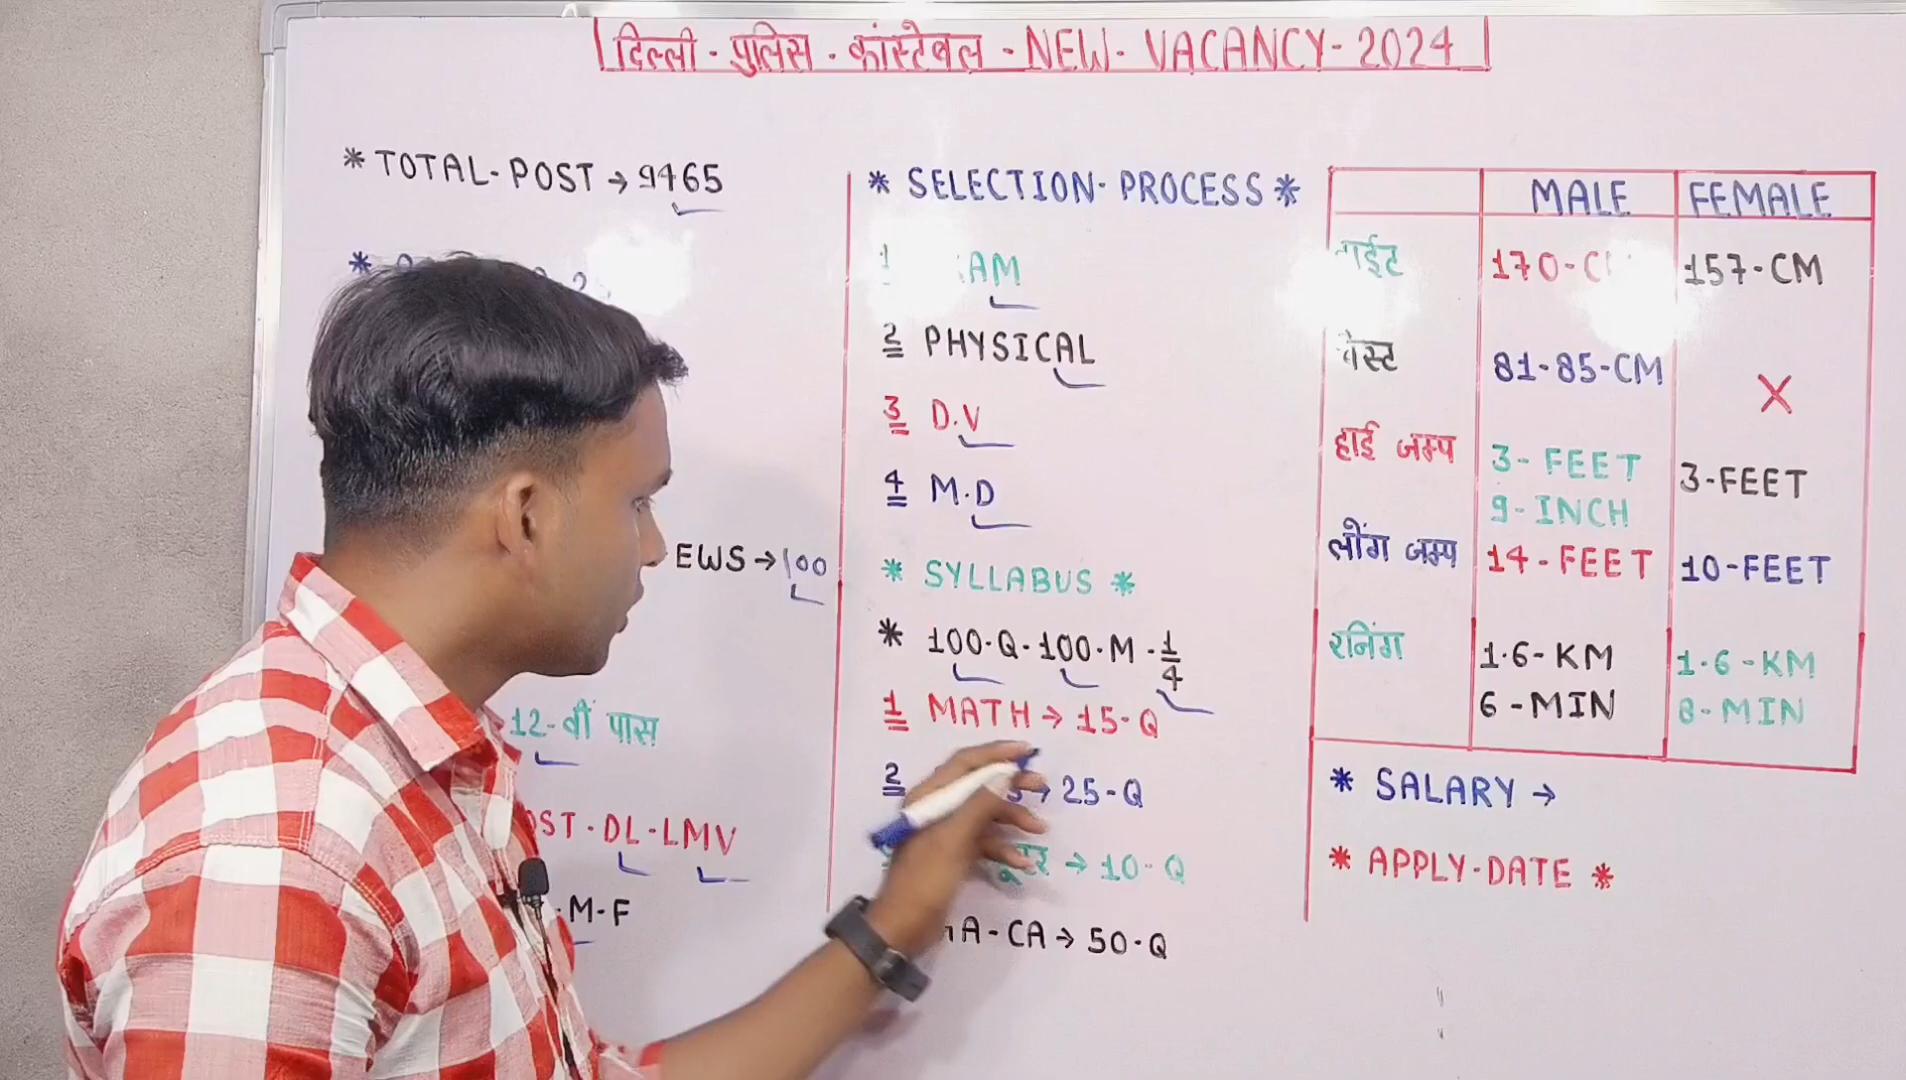 दिल्ली - पुलिस - कांस्टेबल - NEW - VACANCY - 2024
* TOTAL - POST → 9465
*
EWS → 100
12 - वीं पास
DL - LMV
M - F
* SELECTION - PROCESS *
1
2 PHYSICAL
3 D.V
4 M.D
* SYLLABUS *
* 100 - Q - 100 - M - 1/4
1 MATH → 15 - Q
2 → 25 - Q
→ 10 - Q
CA → 50 - Q
MALE FEMALE
170 157 - CM
81 - 85 - CM X
हाई जम्प 3 - FEET 9 - INCH 3 - FEET
लौंग जम्प 14 - FEET 10 - FEET
रनिंग 1.6 - KM 6 - MIN 1.6 - KM 8 - MIN
* SALARY →
* APPLY - DATE *